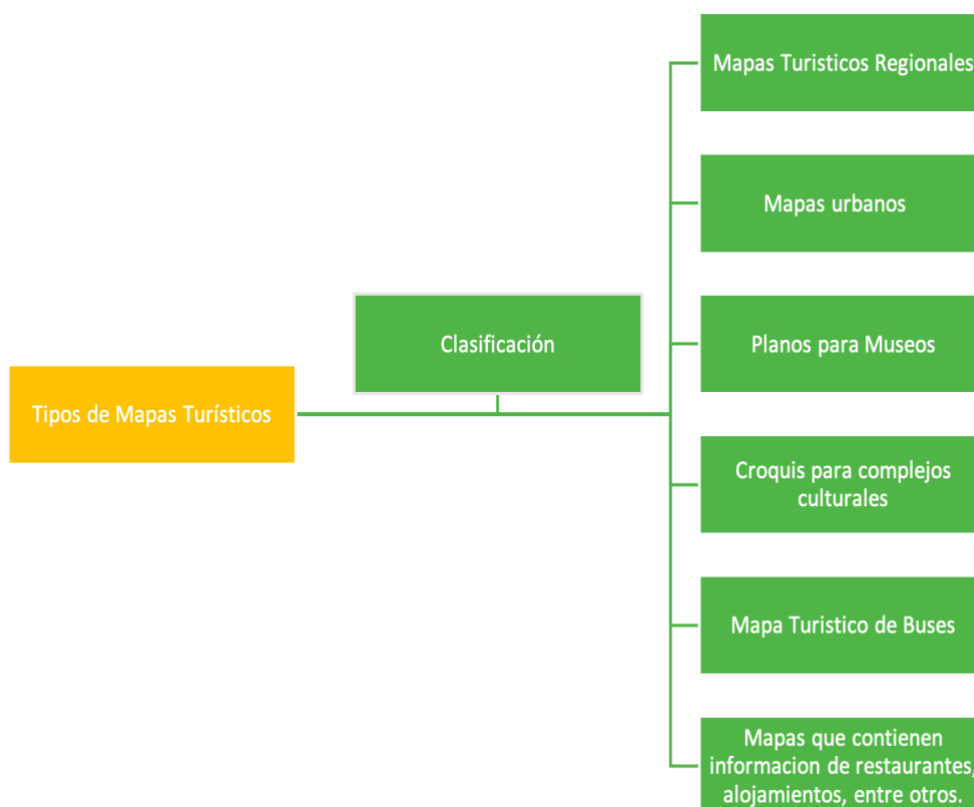 Tipos de Mapas Turísticos
Clasificación
Mapas Turisticos Regionales
Mapas urbanos
Planos para Museos
Croquis para complejos
culturales
Mapa Turistico de Buses
Mapas que contienen
informacion de restaurantes,
alojamientos, entre otros.